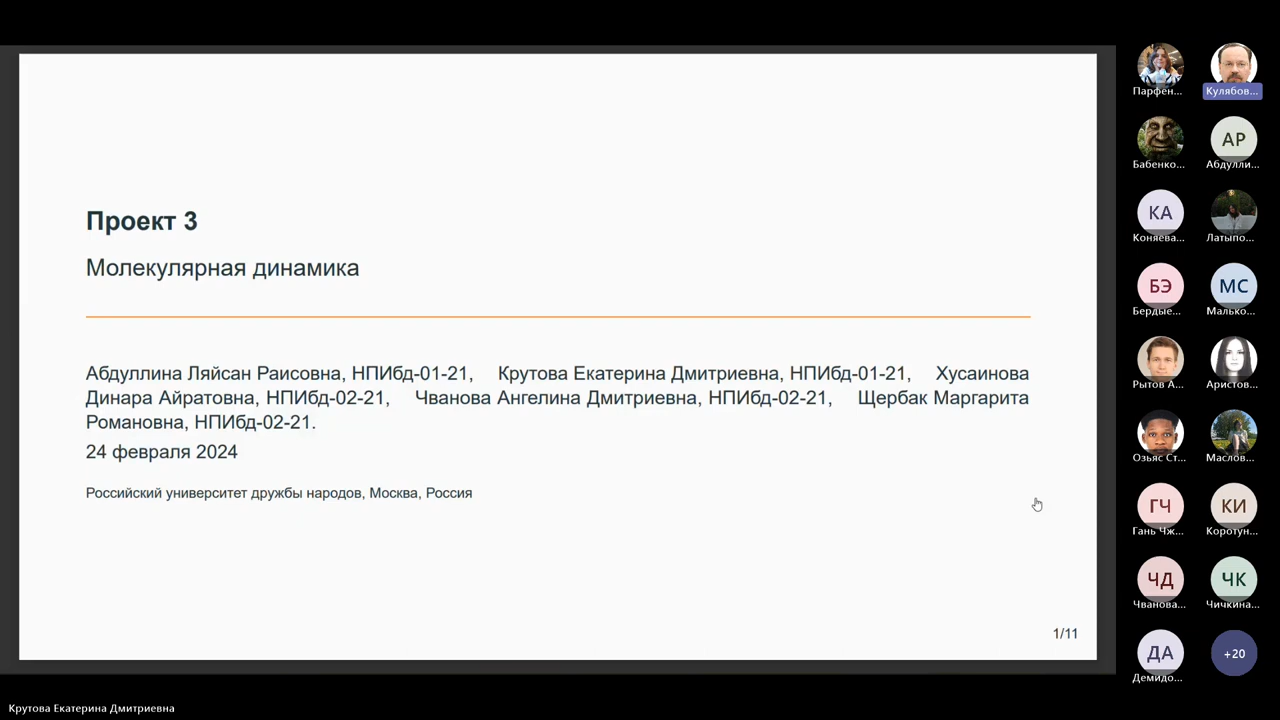 Проект 3
Молекулярная динамика
Абдуллина Ляйсан Раисовна, НПИбд-01-21, Крутова Екатерина Дмитриевна, НПИбд-01-21, Хусаинова
Динара Айратовна, НПИбд-02-21, Чванова Ангелина Дмитриевна, НПИбд-02-21, Щербак Маргарита
Романовна, НПИбд-02-21.
24 февраля 2024
Российский университет дружбы народов, Москва, Россия
1/11
Парфен...
Кулябов...
Бабенко...
АР
Абдулли...
КА
Коняева...
Латыпо...
БЭ
Бердые...
МС
Малько...
Рытов А...
Аристов...
Озьяс Ст...
Маслов...
ГЧ
Гань Чж...
КИ
Коротун...
ЧД
Чванова...
ЧК
Чичкина...
ДА
Демидо...
+20
Крутова Екатерина Дмитриевна